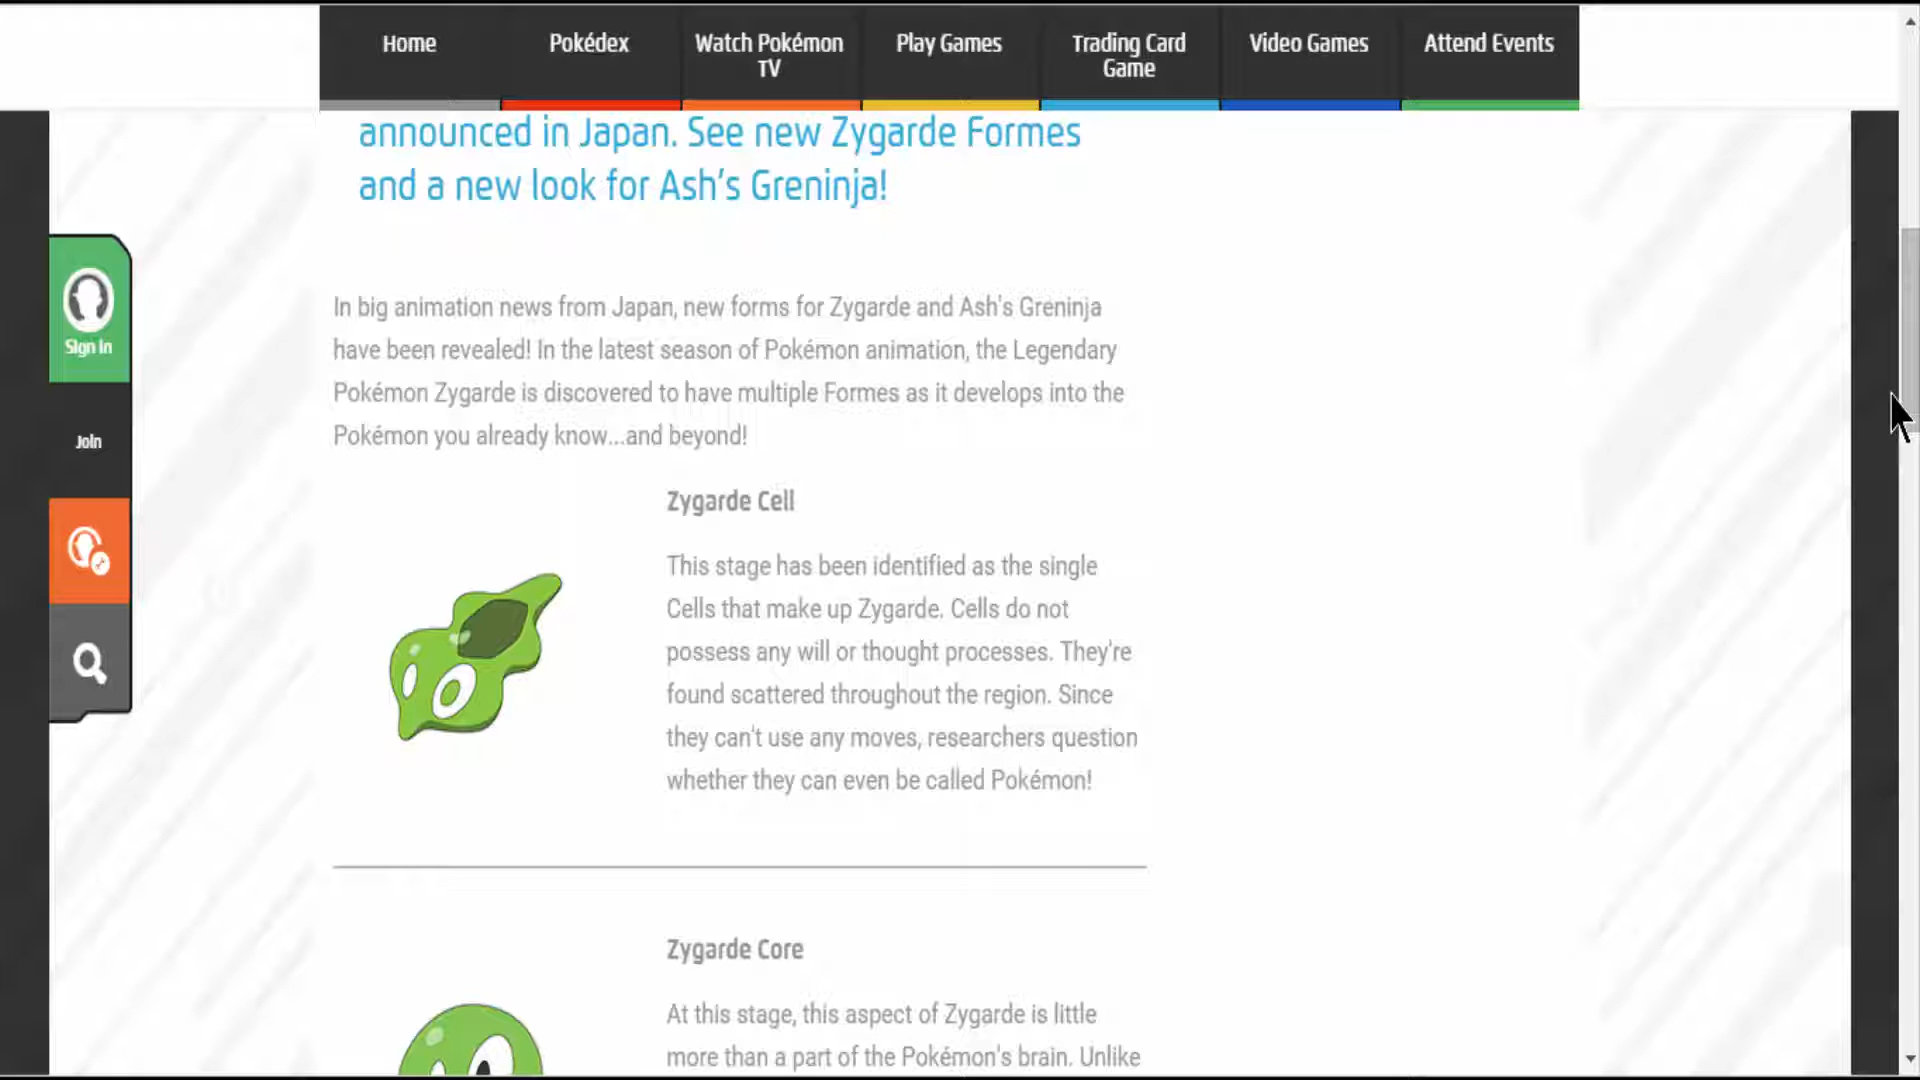 Home
Pokédex
Watch Pokémon
TV
Play Games
Trading Card
Game
Video Games
Attend Events
announced in Japan. See new Zygarde Formes
and a new look for Ash's Greninja!
Sign In
Join
In big animation news from Japan, new forms for Zygarde and Ash's Greninja
have been revealed! In the latest season of Pokémon animation, the Legendary
Pokémon Zygarde is discovered to have multiple Formes as it develops into the
Pokémon you already know...and beyond!
Zygarde Cell
This stage has been identified as the single
Cells that make up Zygarde. Cells do not
possess any will or thought processes. They're
found scattered throughout the region. Since
they can't use any moves, researchers question
whether they can even be called Pokémon!
Zygarde Core
At this stage, this aspect of Zygarde is little
more than a part of the Pokémon's brain. Unlike